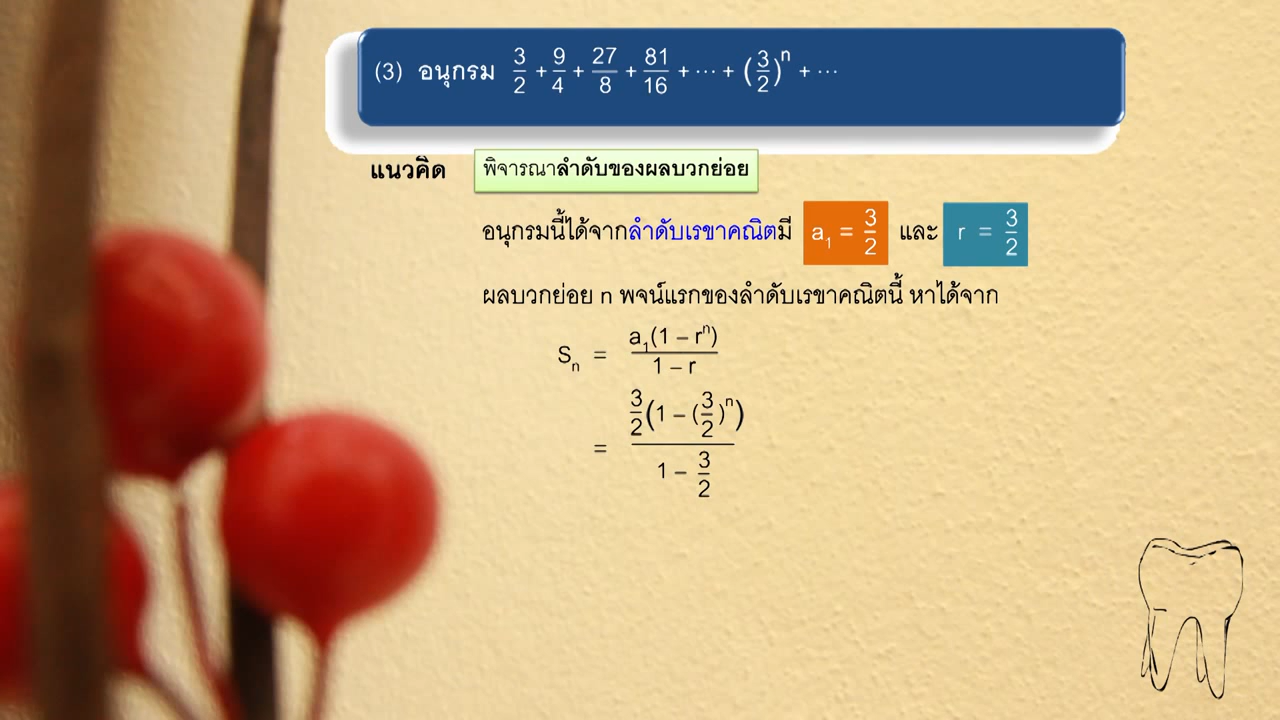 (3) อนุกรม 3/2 + 9/4 + 27/8 + 81/16 + ⋯ + (3/2)ⁿ + ⋯
แนวคิด พิจารณาลำดับของผลบวกย่อย
อนุกรมนี้ได้จากลำดับเรขาคณิตมี a₁ = 3/2 และ r = 3/2
ผลบวกย่อย n พจน์แรกของลำดับเรขาคณิตนี้ หาได้จาก
Sₙ = a₁(1 – rⁿ) / 1 – r
= 3/2(1 – (3/2)ⁿ) / 1 – 3/2